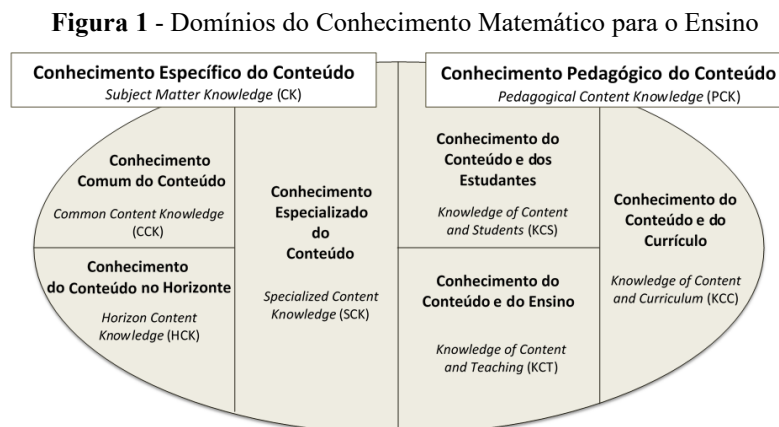 Figura 1 - Domínios do Conhecimento Matemático para o Ensino
Conhecimento Específico do Conteúdo
Subject Matter Knowledge (CK)
Conhecimento Pedagógico do Conteúdo
Pedagogical Content Knowledge (PCK)
Conhecimento
Comum do Conteúdo
Common Content Knowledge
(CCK)
Conhecimento
do Conteúdo no Horizonte
Horizon Content
Knowledge (HCK)
Conhecimento
Especializado
do
Conteúdo
Specialized Content
Knowledge (SCK)
Conhecimento do
Conteúdo e dos
Estudantes
Knowledge of Content
and Students (KCS)
Conhecimento do
Conteúdo e do Ensino
Knowledge of Content
and Teaching (KCT)
Conhecimento do
Conteúdo e do
Currículo
Knowledge of Content
and Curriculum (KCC)